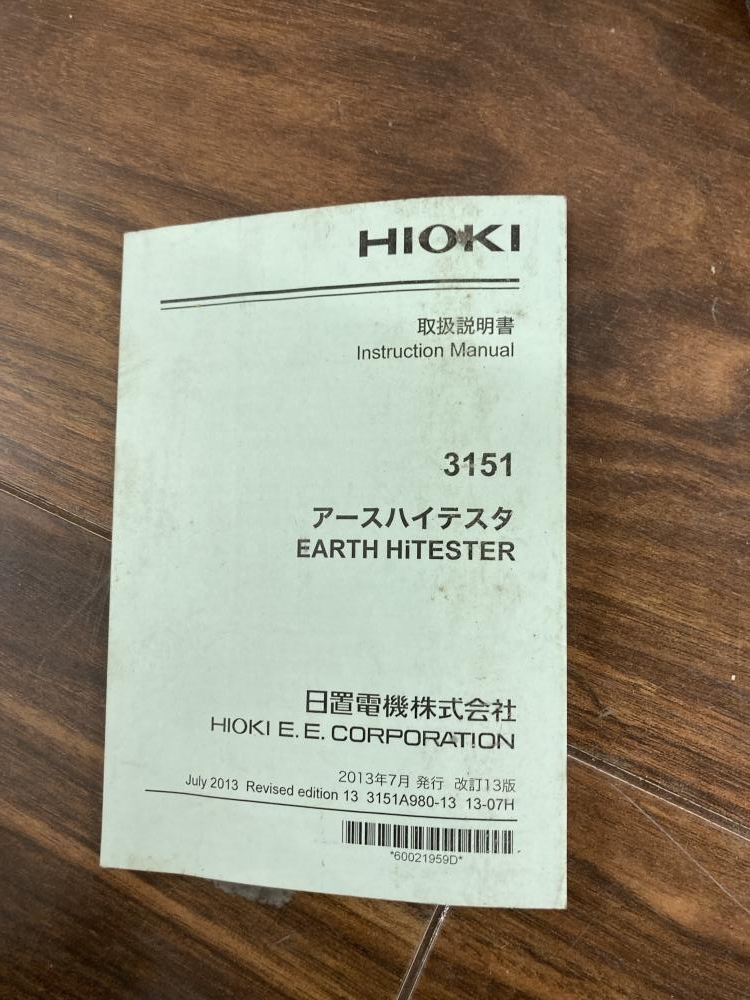 HIOKI
取扱説明書
Instruction Manual
3151
アースハイテスタ
EARTH HiTESTER
日置電機株式会社
HIOKI E. E. CORPORATION
2013年7月 発行 改訂13版
July 2013 Revised edition 13 3151A980-13 13-07H
*60021959D*